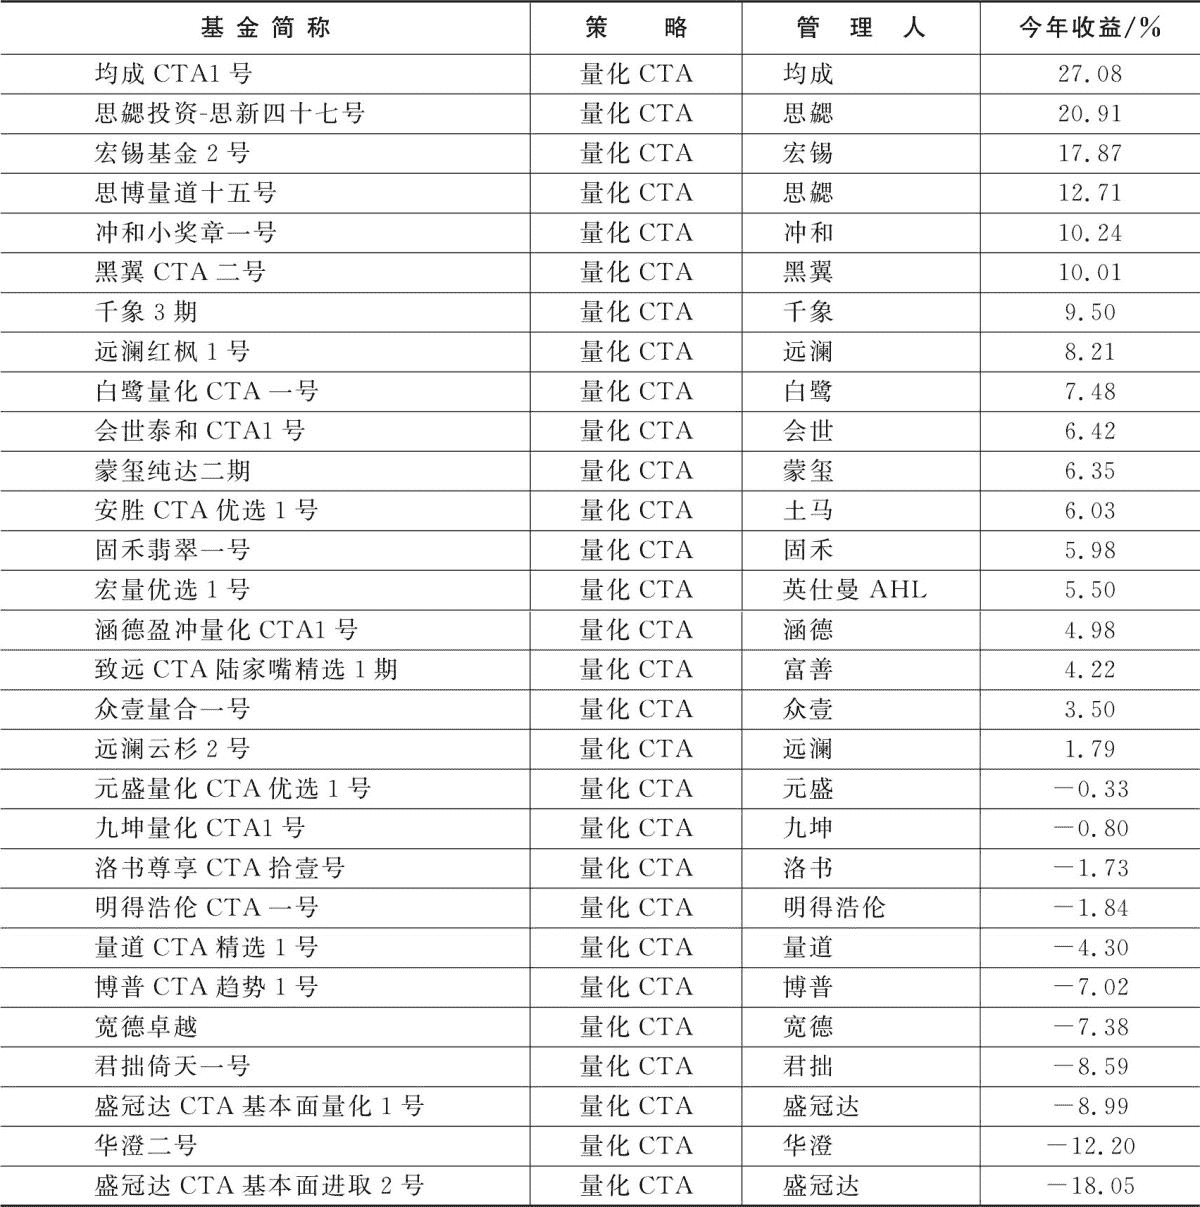 基金简称 策略 管理人 今年收益/%
均成CTA1号 量化CTA 均成 27.08
思勰投资-思新四十七号 量化CTA 思勰 20.91
宏锡基金2号 量化CTA 宏锡 17.87
思博量道十五号 量化CTA 思勰 12.71
冲和小奖章一号 量化CTA 冲和 10.24
黑翼CTA二号 量化CTA 黑翼 10.01
千象3期 量化CTA 千象 9.50
远澜红枫1号 量化CTA 远澜 8.21
白鹭量化CTA一号 量化CTA 白鹭 7.48
会世泰和CTA1号 量化CTA 会世 6.42
蒙玺纯达二期 量化CTA 蒙玺 6.35
安胜CTA优选1号 量化CTA 土马 6.03
固禾翡翠一号 量化CTA 固禾 5.98
宏量优选1号 量化CTA 英仕曼AHL 5.50
涵德盈冲量化CTA1号 量化CTA 涵德 4.98
致远CTA陆家嘴精选1期 量化CTA 富善 4.22
众壹量合一号 量化CTA 众壹 3.50
远澜云杉2号 量化CTA 远澜 1.79
元盛量化CTA优选1号 量化CTA 元盛 -0.33
九坤量化CTA1号 量化CTA 九坤 -0.80
洛书尊享CTA拾壹号 量化CTA 洛书 -1.73
明得浩伦CTA一号 量化CTA 明得浩伦 -1.84
量道CTA精选1号 量化CTA 量道 -4.30
博普CTA趋势1号 量化CTA 博普 -7.02
宽德卓越 量化CTA 宽德 -7.38
君拙倚天一号 量化CTA 君拙 -8.59
盛冠达CTA基本面量化1号 量化CTA 盛冠达 -8.99
华澄二号 量化CTA 华澄 -12.20
盛冠达CTA基本面进取2号 量化CTA 盛冠达 -18.05